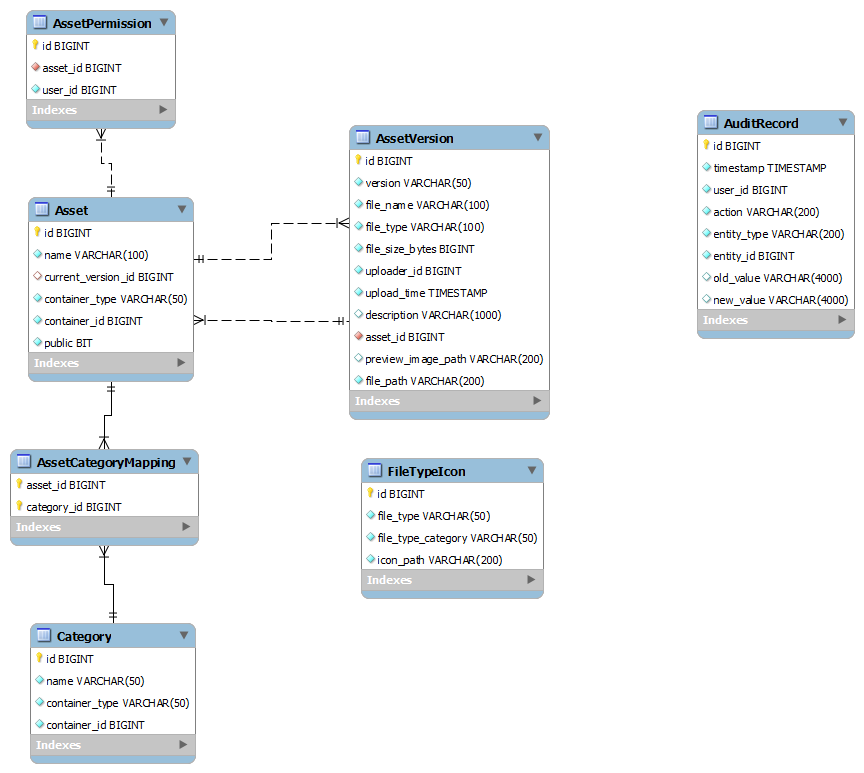 AssetPermission
id BIGINT
asset_id BIGINT
user_id BIGINT
Indexes
Asset
id BIGINT
name VARCHAR(100)
current_version_id BIGINT
container_type VARCHAR(50)
container_id BIGINT
public BIT
Indexes
AssetCategoryMapping
asset_id BIGINT
category_id BIGINT
Indexes
Category
id BIGINT
name VARCHAR(50)
container_type VARCHAR(50)
container_id BIGINT
Indexes
AssetVersion
id BIGINT
version VARCHAR(50)
file_name VARCHAR(100)
file_type VARCHAR(100)
file_size_bytes BIGINT
uploader_id BIGINT
upload_time TIMESTAMP
description VARCHAR(1000)
asset_id BIGINT
preview_image_path VARCHAR(200)
file_path VARCHAR(200)
Indexes
FileTypeIcon
id BIGINT
file_type VARCHAR(50)
file_type_category VARCHAR(50)
icon_path VARCHAR(200)
Indexes
AuditRecord
id BIGINT
timestamp TIMESTAMP
user_id BIGINT
action VARCHAR(200)
entity_type VARCHAR(200)
entity_id BIGINT
old_value VARCHAR(4000)
new_value VARCHAR(4000)
Indexes